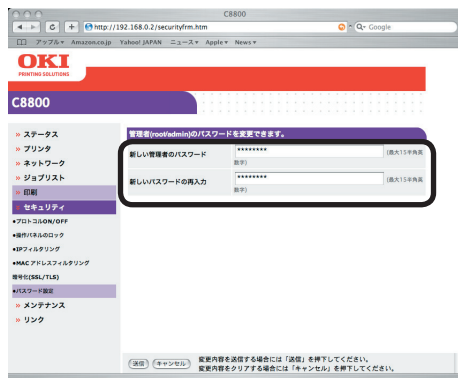 C8800
http://192.168.0.2/securityfrm.htm
Q- Google
アップル▼ Amazon.co.jp Yahoo! JAPAN ニュース▼ Apple▼ News▼
OKI
PRINTING SOLUTIONS
C8800
» ステータス
» プリンタ
» ネットワーク
» ジョブリスト
» 印刷
» セキュリティ
•プロトコルON/OFF
•操作パネルのロック
•IPフィルタリング
•MAC アドレスフィルタリング
暗号化(SSL/TLS)
•パスワード設定
» メンテナンス
» リンク
管理者(root/admin)のパスワードを変更できます。
新しい管理者のパスワード ******** (最大15半角英
数字)
新しいパスワードの再入力 ******** (最大15半角英
数字)
送信 キャンセル
変更内容を送信する場合には「送信」を押下してください。
変更内容をクリアする場合には「キャンセル」を押下してください。